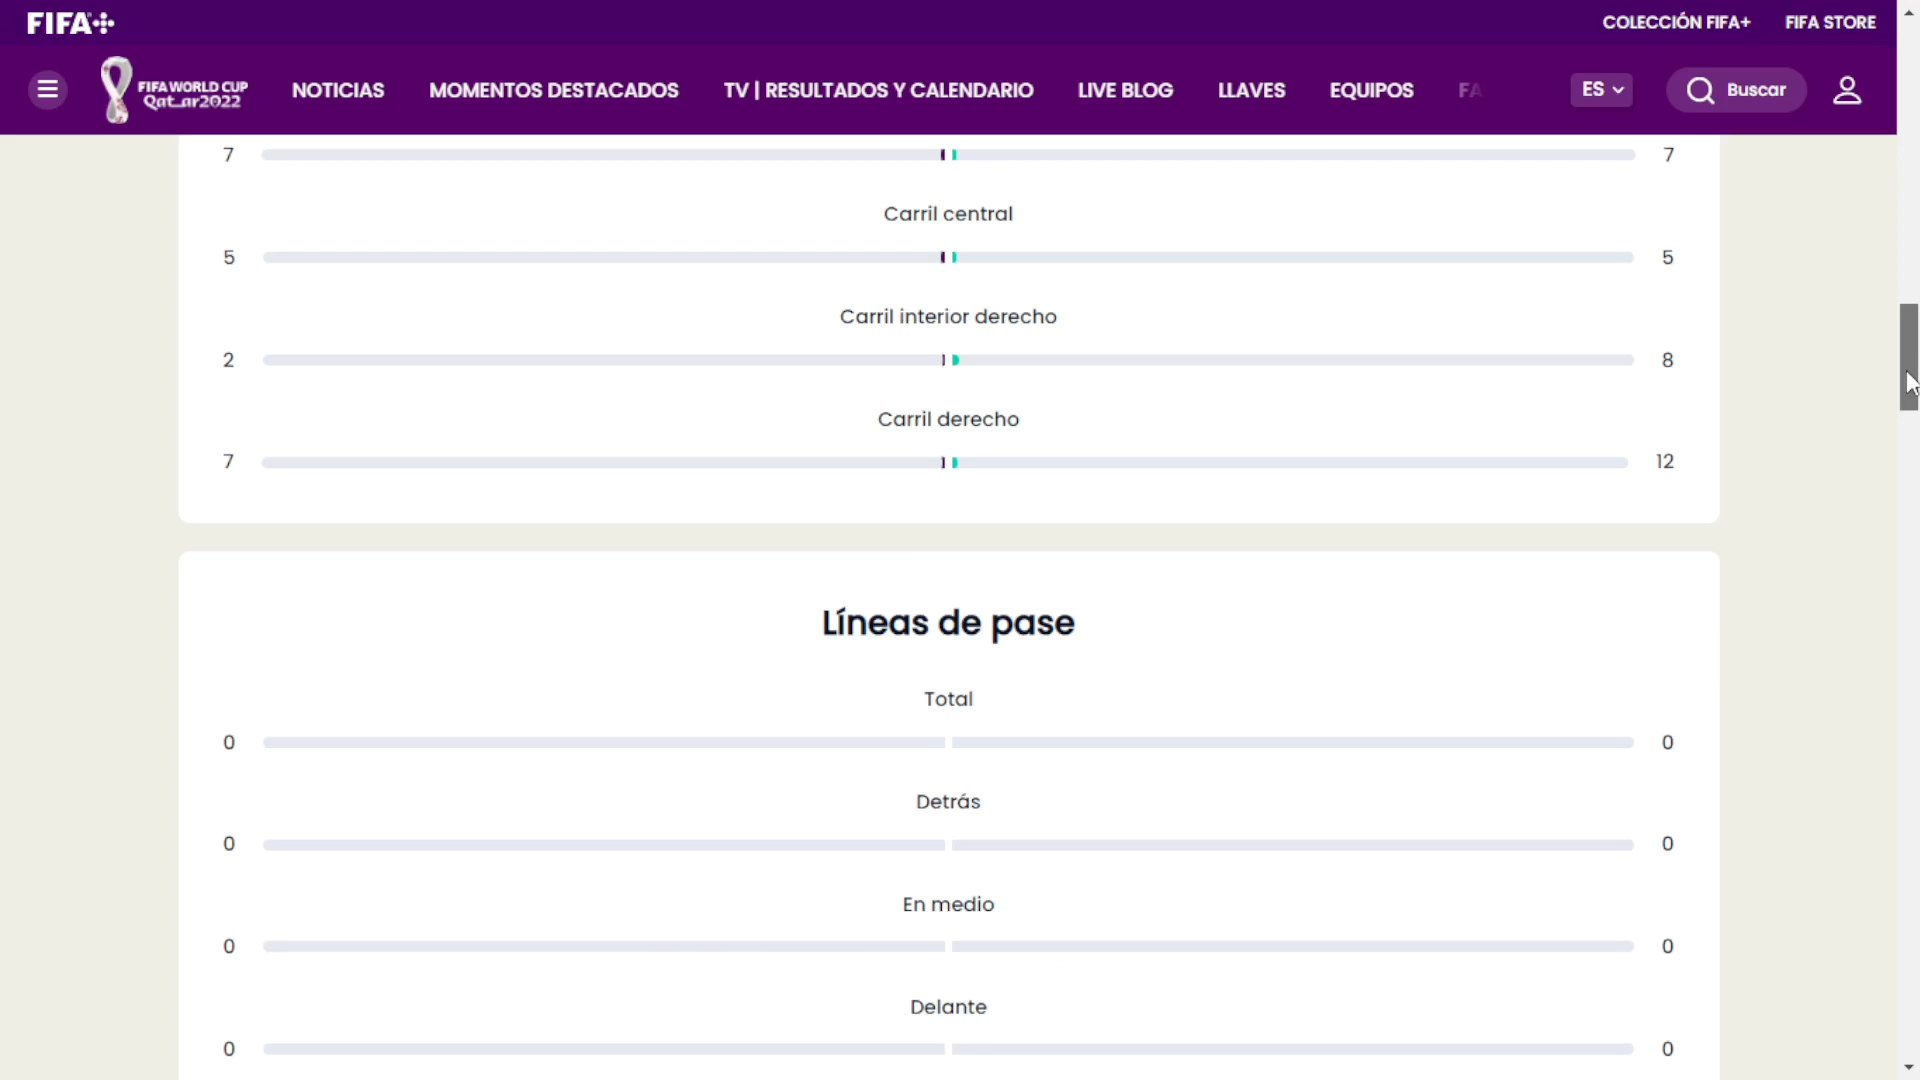 FIFA+
COLECCIÓN FIFA+
FIFA STORE
FIFA WORLD CUP
Qatar2022
NOTICIAS
MOMENTOS DESTACADOS
TV | RESULTADOS Y CALENDARIO
LIVE BLOG
LLAVES
EQUIPOS
FA
ES
Buscar
7 7
Carril central
5 5
Carril interior derecho
2 8
Carril derecho
7 12
Líneas de pase
Total
0 0
Detrás
0 0
En medio
0 0
Delante
0 0